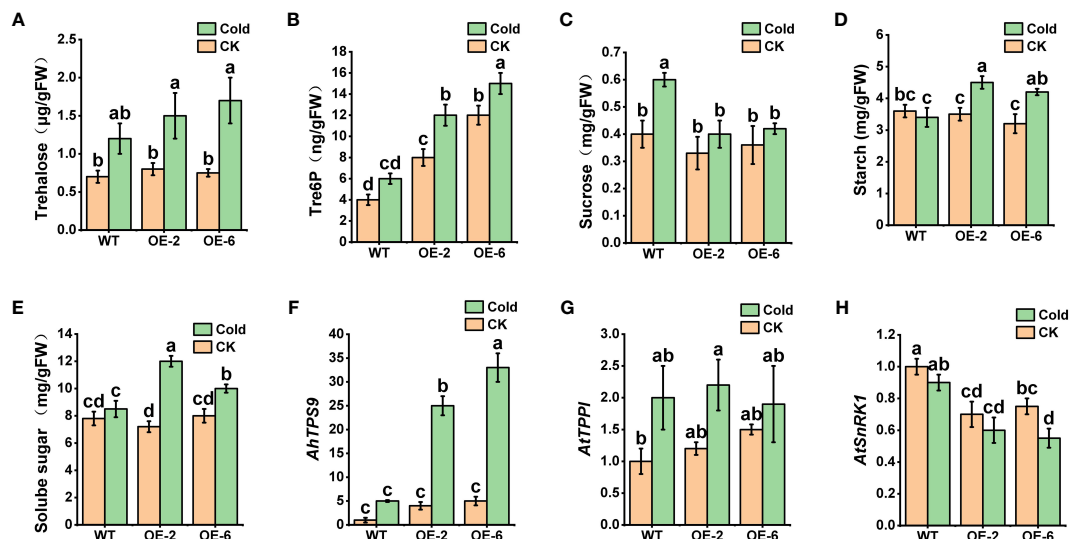 A
Cold
CK
Trehalose（μg/gFW）
2.5
2.0
1.5
1.0
0.5
0.0
b
ab
b
a
b
a
WT
OE-2
OE-6
B
Cold
CK
Tre6P（ng/gFW）
18
16
14
12
10
8
6
4
2
0
d
cd
c
b
b
a
WT
OE-2
OE-6
C
Cold
CK
Sucrose（mg/gFW）
0.7
0.6
0.5
0.4
0.3
0.2
0.1
0.0
b
a
b
b
b
b
WT
OE-2
OE-6
D
Cold
CK
Starch (mg/gFW)
6
5
4
3
2
1
0
bc
c
c
a
c
ab
WT
OE-2
OE-6
E
Cold
CK
Solube sugar（mg/gFW）
14
12
10
8
6
4
2
0
cd
c
d
a
cd
b
WT
OE-2
OE-6
F
Cold
CK
AhTPS9
40
35
30
25
20
15
10
5
0
c
c
c
b
c
a
WT
OE-2
OE-6
G
Cold
CK
AtTPPI
3.0
2.5
2.0
1.5
1.0
0.5
0.0
b
ab
ab
a
ab
ab
WT
OE-2
OE-6
H
Cold
CK
AtSnRK1
1.2
1.0
0.8
0.6
0.4
0.2
0.0
a
ab
cd
cd
bc
d
WT
OE-2
OE-6